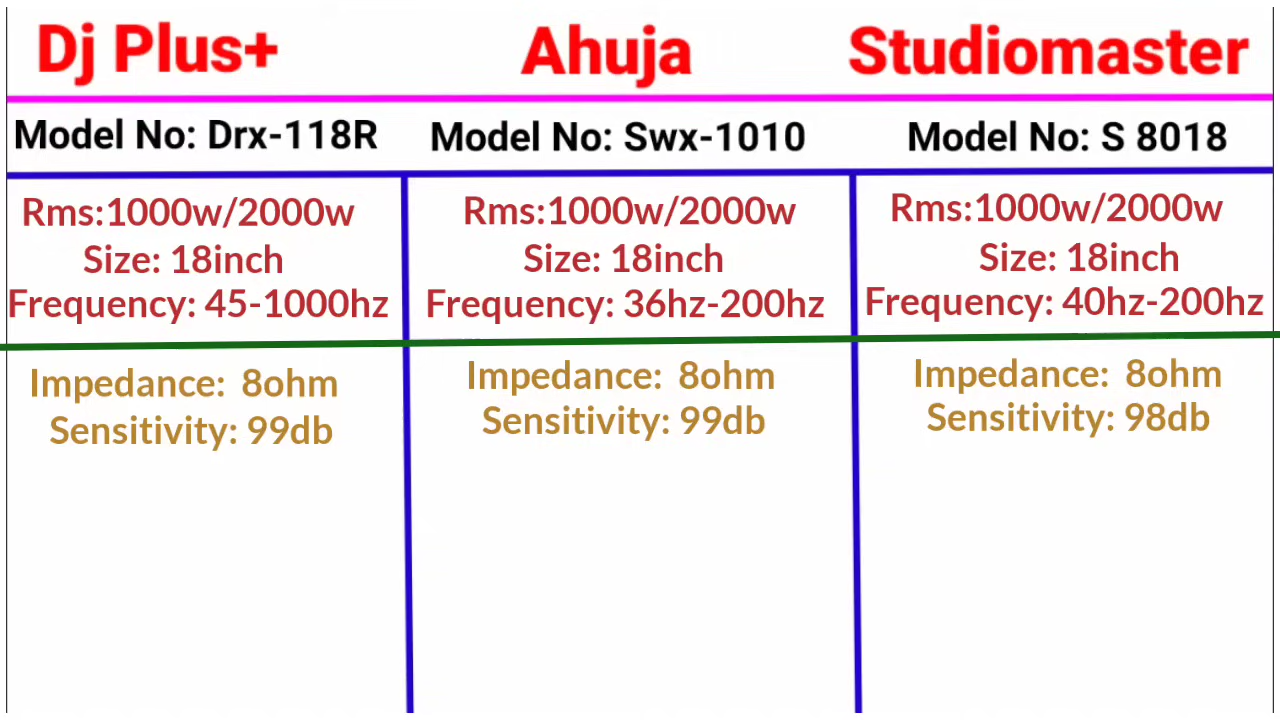 Dj Plus+
Ahuja
Studiomaster
Model No: Drx-118R
Model No: Swx-1010
Model No: S 8018
Rms:1000w/2000w
Size: 18inch
Frequency: 45-1000hz
Rms:1000w/2000w
Size: 18inch
Frequency: 36hz-200hz
Rms:1000w/2000w
Size: 18inch
Frequency: 40hz-200hz
Impedance: 8ohm
Sensitivity: 99db
Impedance: 8ohm
Sensitivity: 99db
Impedance: 8ohm
Sensitivity: 98db